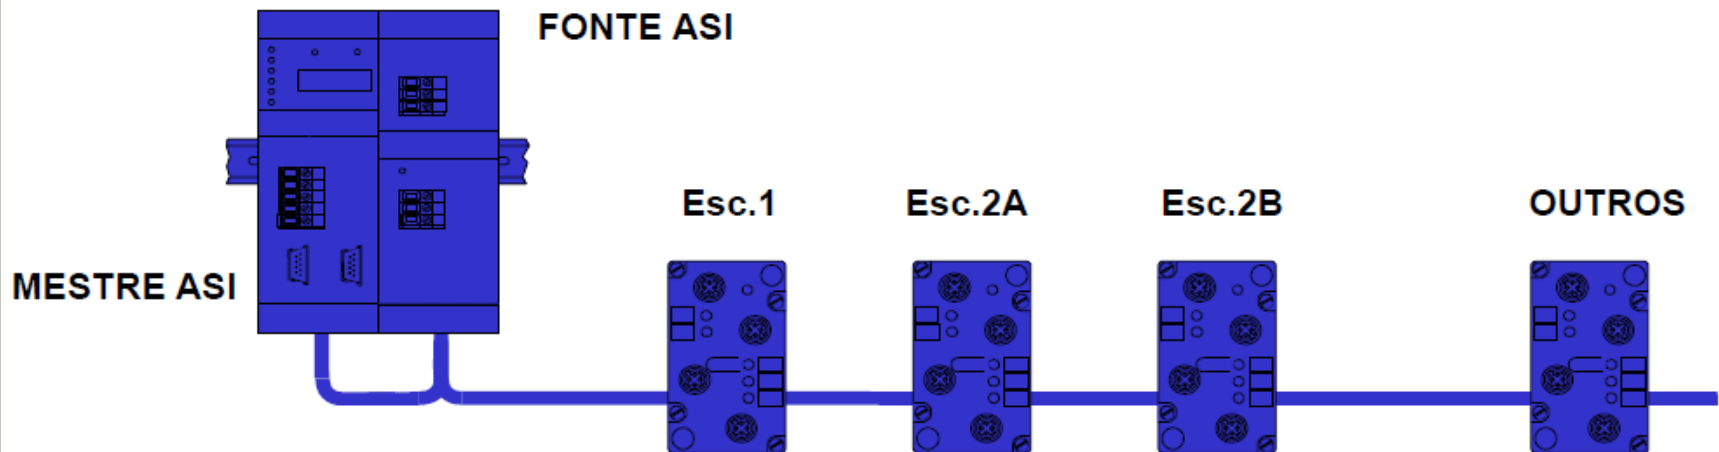 FONTE ASI
MESTRE ASI
Esc.1
Esc.2A
Esc.2B
OUTROS